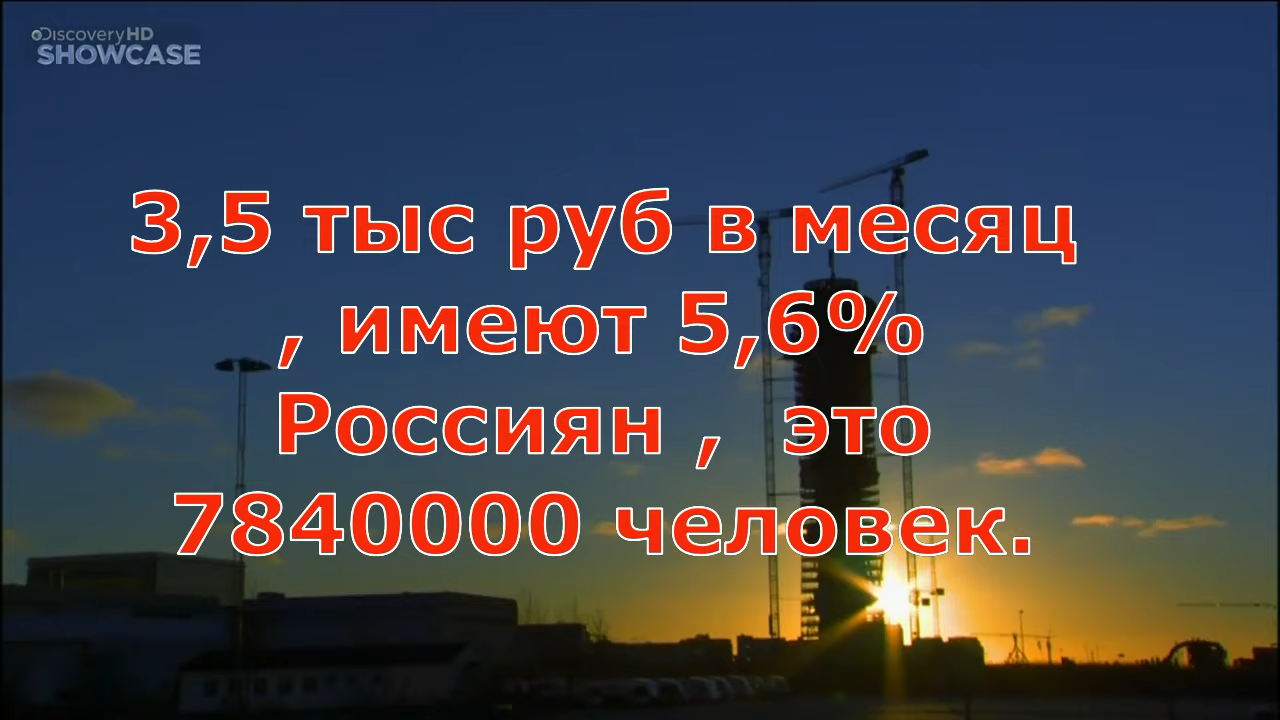 Discovery HD
SHOWCASE
3,5 тыс руб в месяц
, имеют 5,6%
Россиян , это
7840000 человек.